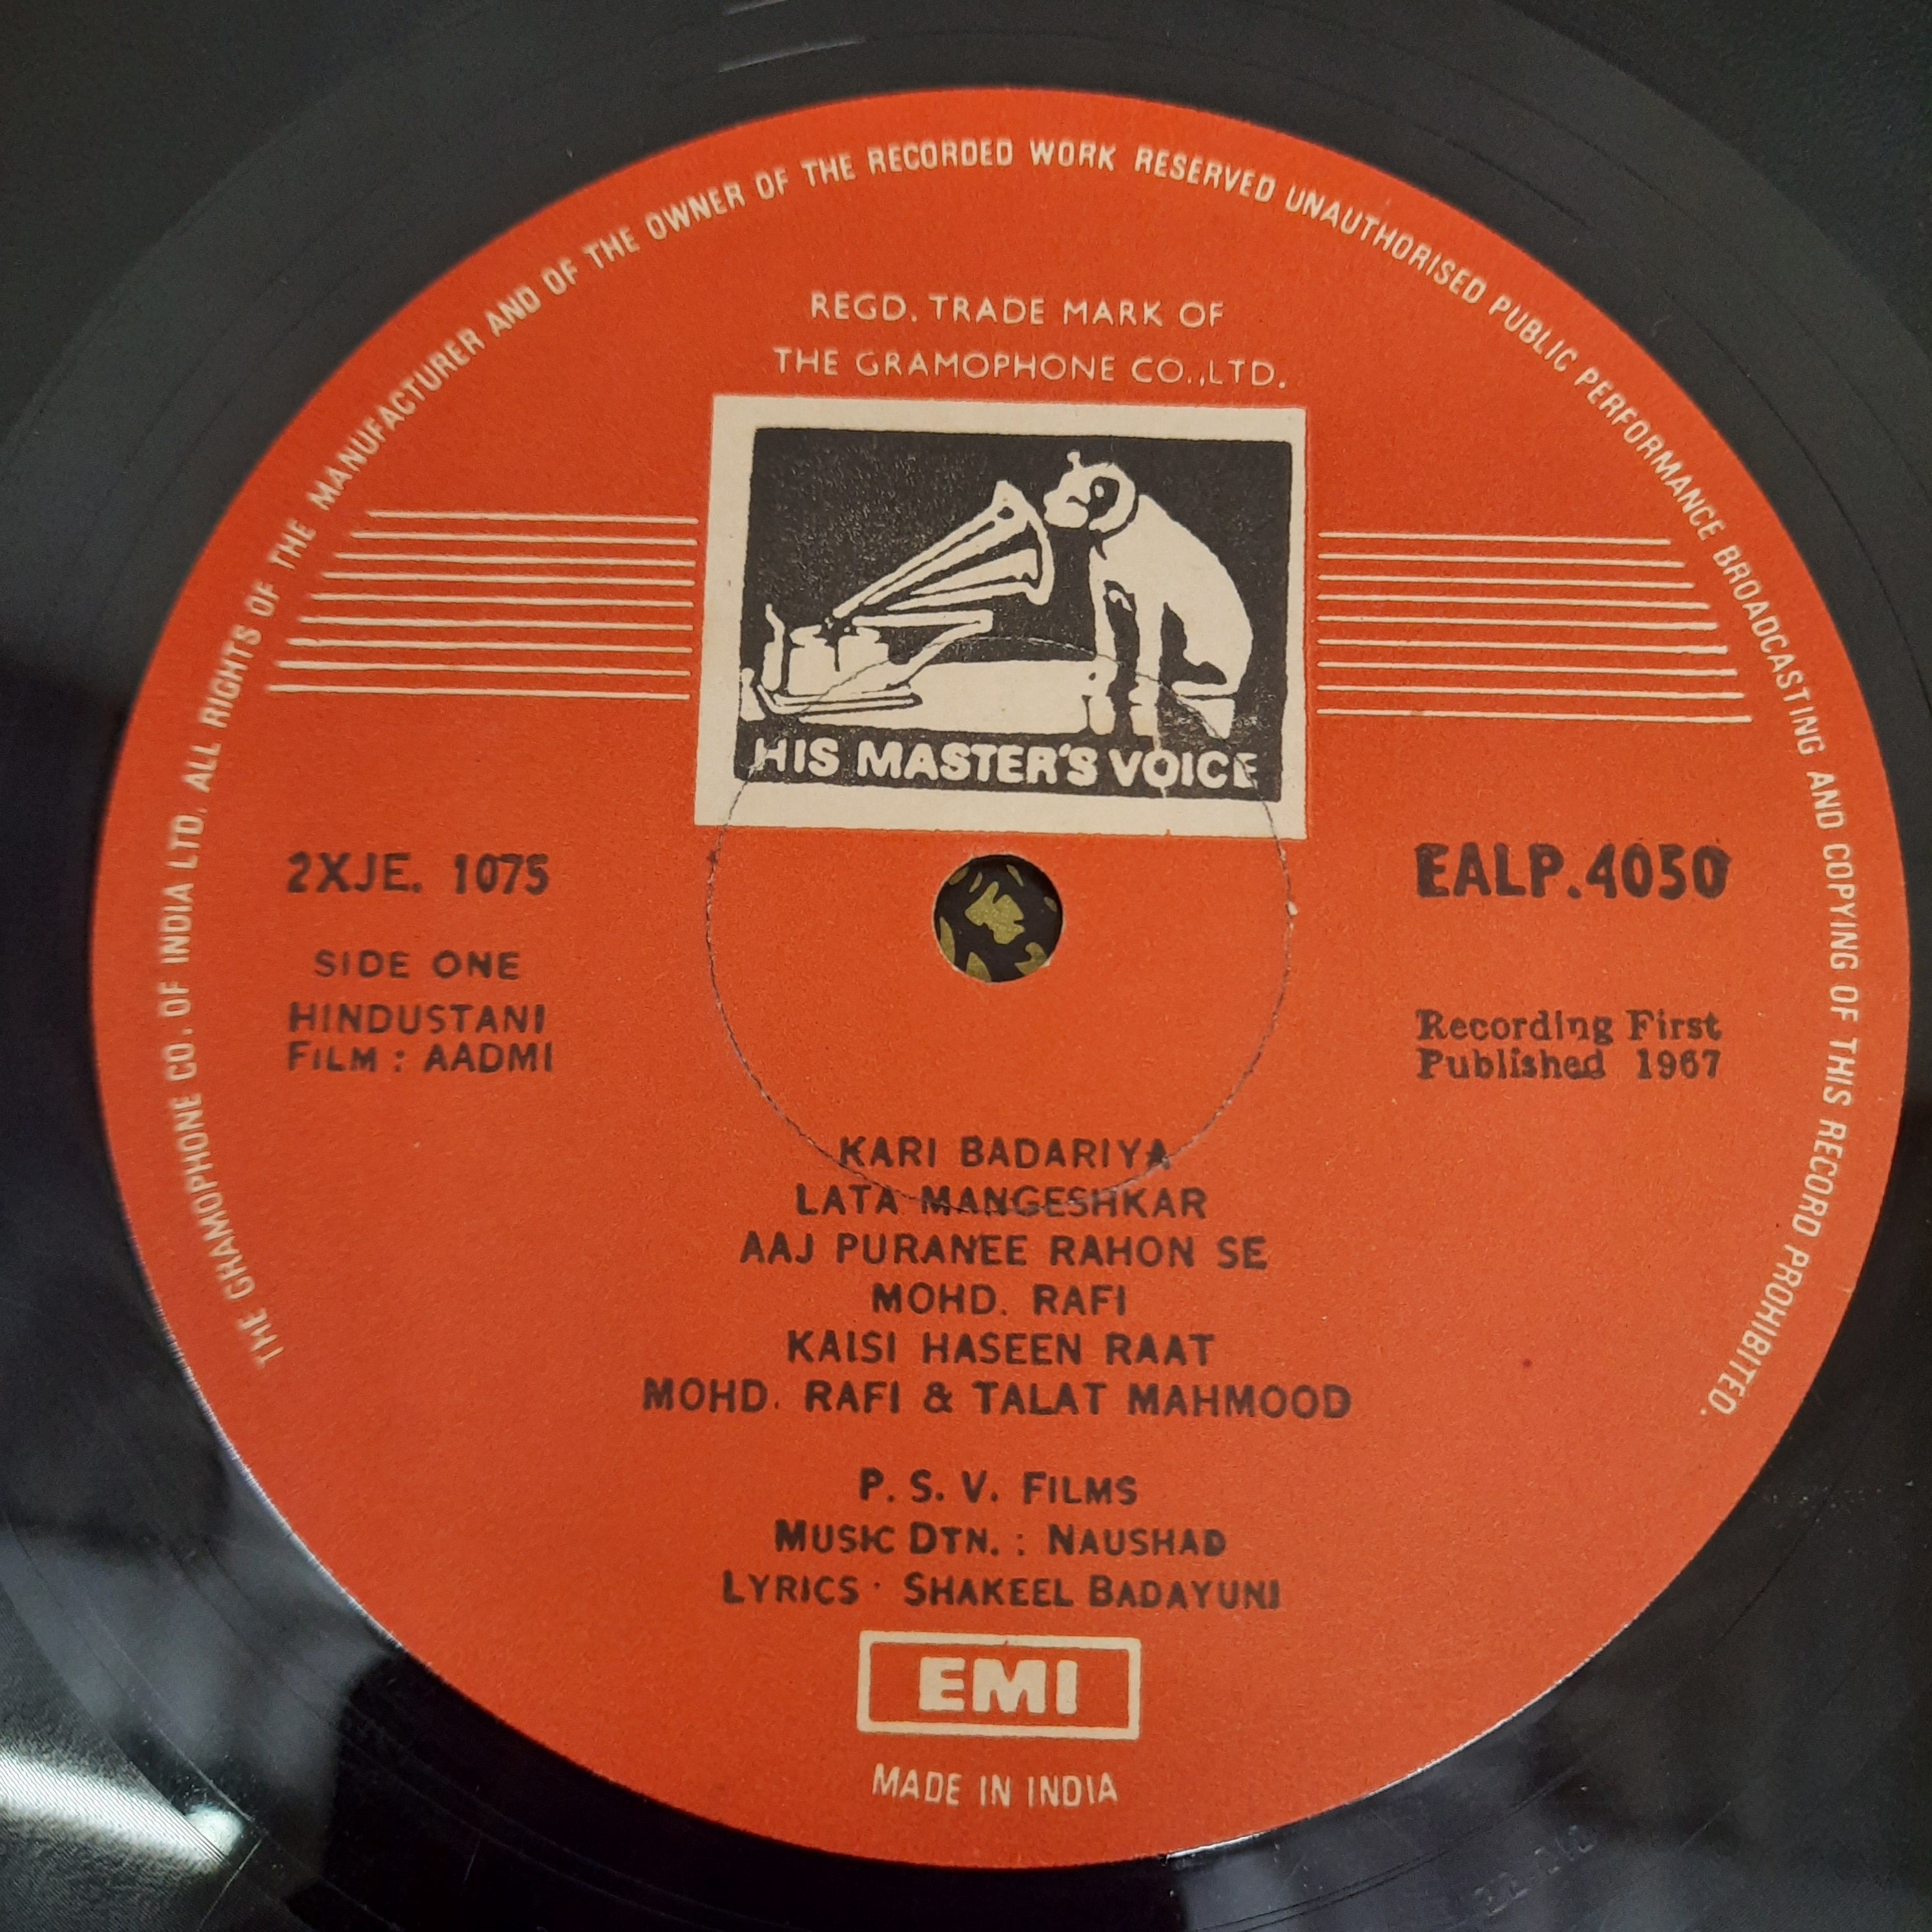 THE GRAMOPHONE CO. OF INDIA LTD. ALL RIGHTS OF THE MANUFACTURER AND OF THE OWNER OF THE RECORDED WORK RESERVED UNAUTHORISED PUBLIC PERFORMANCE BROADCASTING AND COPYING OF THIS RECORD PROHIBITED.
REGD. TRADE MARK OF
THE GRAMOPHONE CO.,LTD.
HIS MASTER'S VOICE
2XJE. 1075
EALP.4050
SIDE ONE
HINDUSTANI
FILM : AADMI
Recording First
Published 1967
KARI BADARIYA
LATA MANGESHKAR
AAJ PURANEE RAHON SE
MOHD. RAFI
KAISI HASEEN RAAT
MOHD. RAFI & TALAT MAHMOOD
P. S. V. FILMS
MUSIC DTN. : NAUSHAD
LYRICS · SHAKEEL BADAYUNI
EMI
MADE IN INDIA